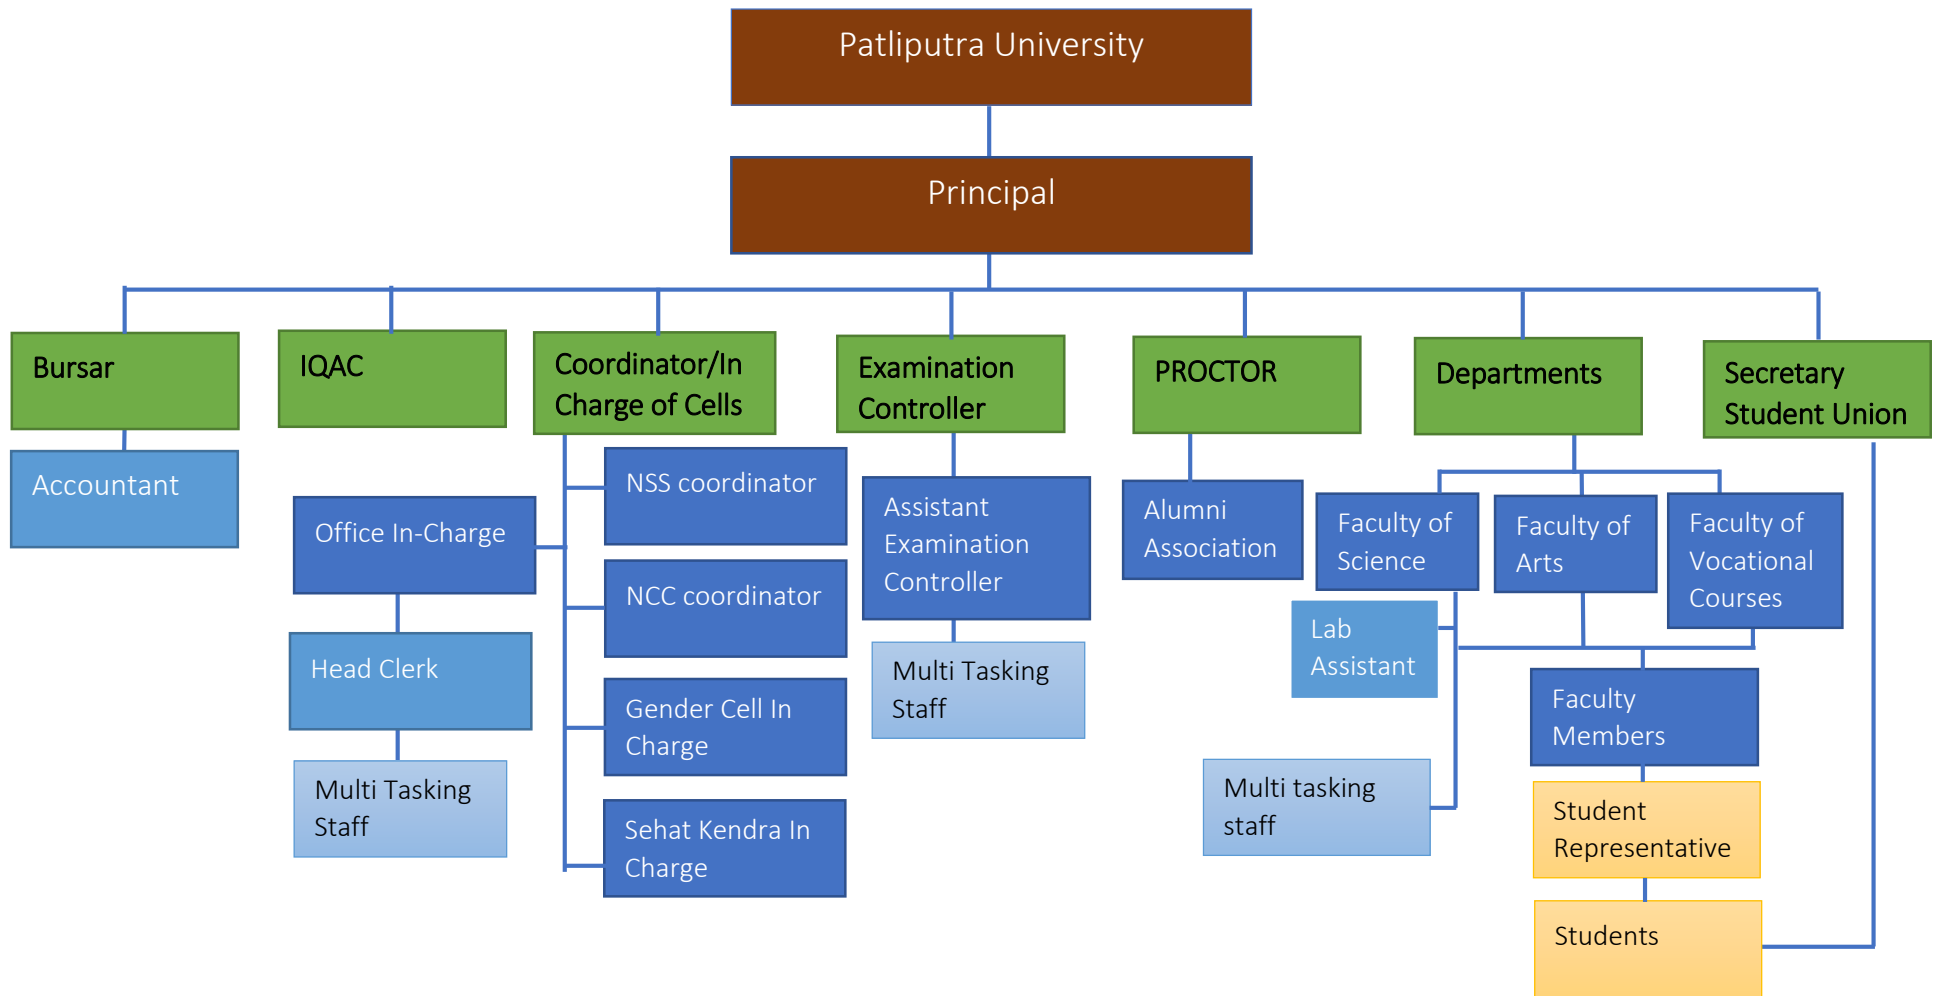 Patliputra University
Principal
Bursar
IQAC
Coordinator/In
Charge of Cells
Examination
Controller
PROCTOR
Departments
Secretary
Student Union
Accountant
Office In-Charge
Head Clerk
Multi Tasking
Staff
NSS coordinator
NCC coordinator
Gender Cell In
Charge
Sehat Kendra In
Charge
Assistant
Examination
Controller
Multi Tasking
Staff
Alumni
Association
Faculty of
Science
Faculty of
Arts
Faculty of
Vocational
Courses
Lab
Assistant
Multi tasking
staff
Faculty
Members
Student
Representative
Students